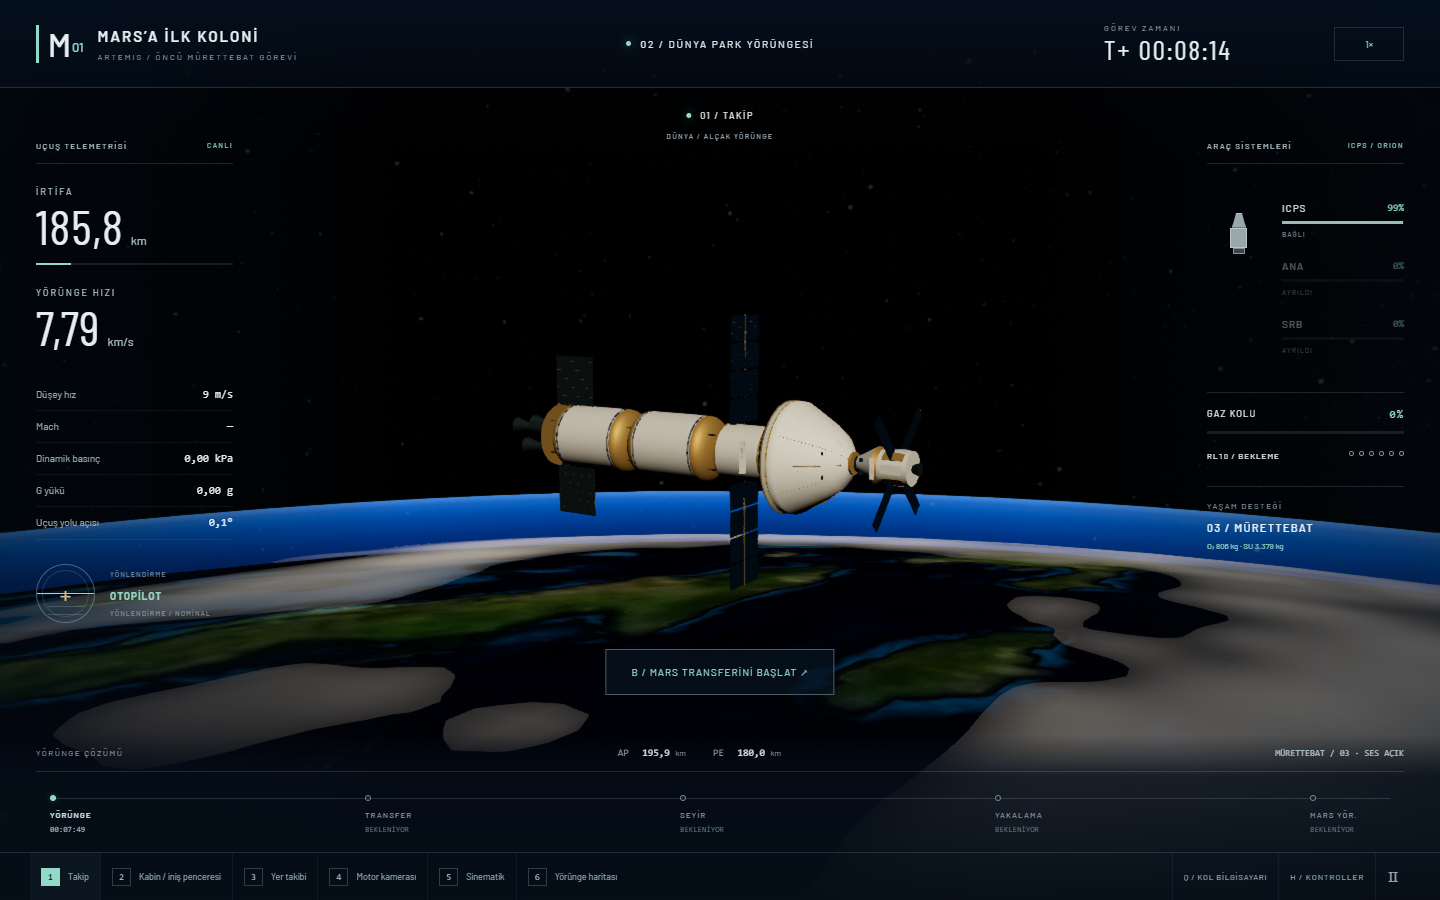 M01
MARS'A İLK KOLONİ
ARTEMIS / ÖNCÜ MÜRETTEBAT GÖREVİ
02 / DÜNYA PARK YÖRÜNGESİ
GÖREV ZAMANI
T+ 00:08:14
1×
01 / TAKİP
DÜNYA / ALÇAK YÖRÜNGE
UÇUŞ TELEMETRİSİ CANLI
İRTİFA
185,8 km
YÖRÜNGE HIZI
7,79 km/s
Düşey hız 9 m/s
Mach —
Dinamik basınç 0,00 kPa
G yükü 0,00 g
Uçuş yolu açısı 0,1°
YÖNLENDİRME
OTOPİLOT
YÖNLENDİRME / NOMİNAL
ARAÇ SİSTEMLERİ ICPS / ORION
ICPS 99%
BAĞLI
ANA 0%
AYRILDI
SRB 0%
AYRILDI
GAZ KOLU 0%
RL10 / BEKLEME
YAŞAM DESTEĞİ
03 / MÜRETTEBAT
O₂ 806 kg · SU 3.379 kg
B / MARS TRANSFERİNİ BAŞLAT ↗
YÖRÜNGE ÇÖZÜMÜ
AP 195,9 km PE 180,0 km
MÜRETTEBAT / 03 · SES AÇIK
YÖRÜNGE
00:07:49
TRANSFER
BEKLENİYOR
SEYİR
BEKLENİYOR
YAKALAMA
BEKLENİYOR
MARS YÖR.
BEKLENİYOR
1 Takip
2 Kabin / iniş penceresi
3 Yer takibi
4 Motor kamerası
5 Sinematik
6 Yörünge haritası
Q / KOL BİLGİSAYARI
H / KONTROLLER